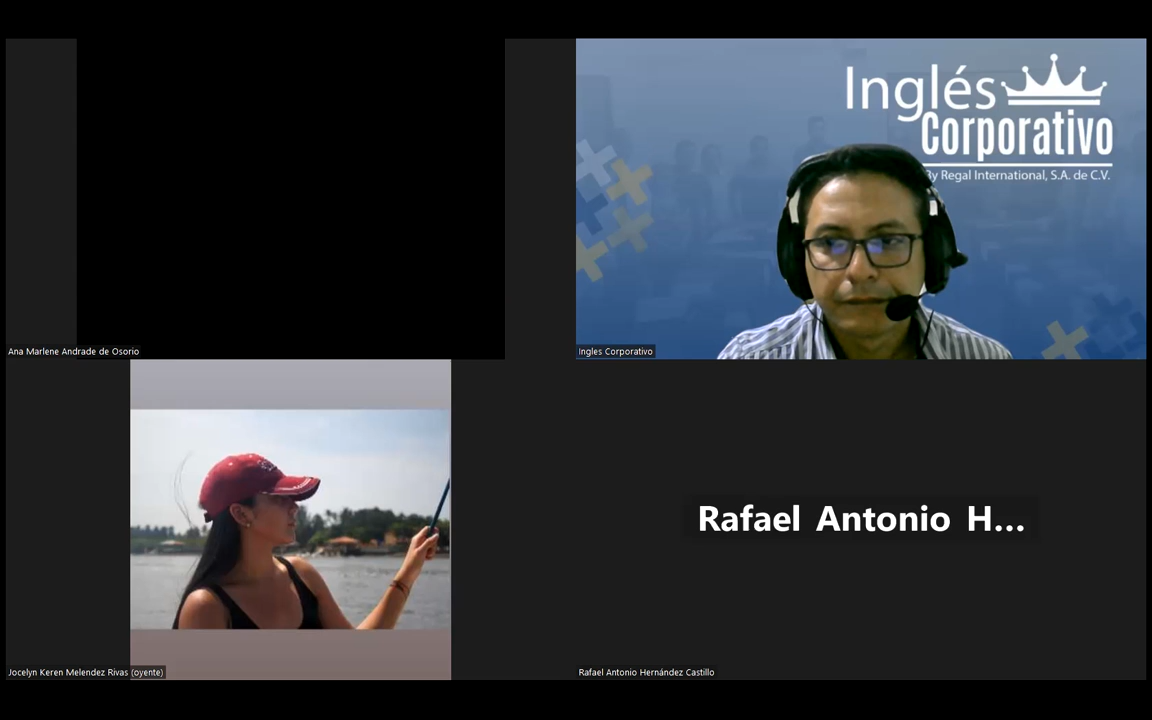 Inglés
Corporativo
By Regal International, S.A. de C.V.
Ana Marlene Andrade de Osorio
Ingles Corporativo
Rafael Antonio H...
Jocelyn Keren Melendez Rivas (oyente)
Rafael Antonio Hernández Castillo